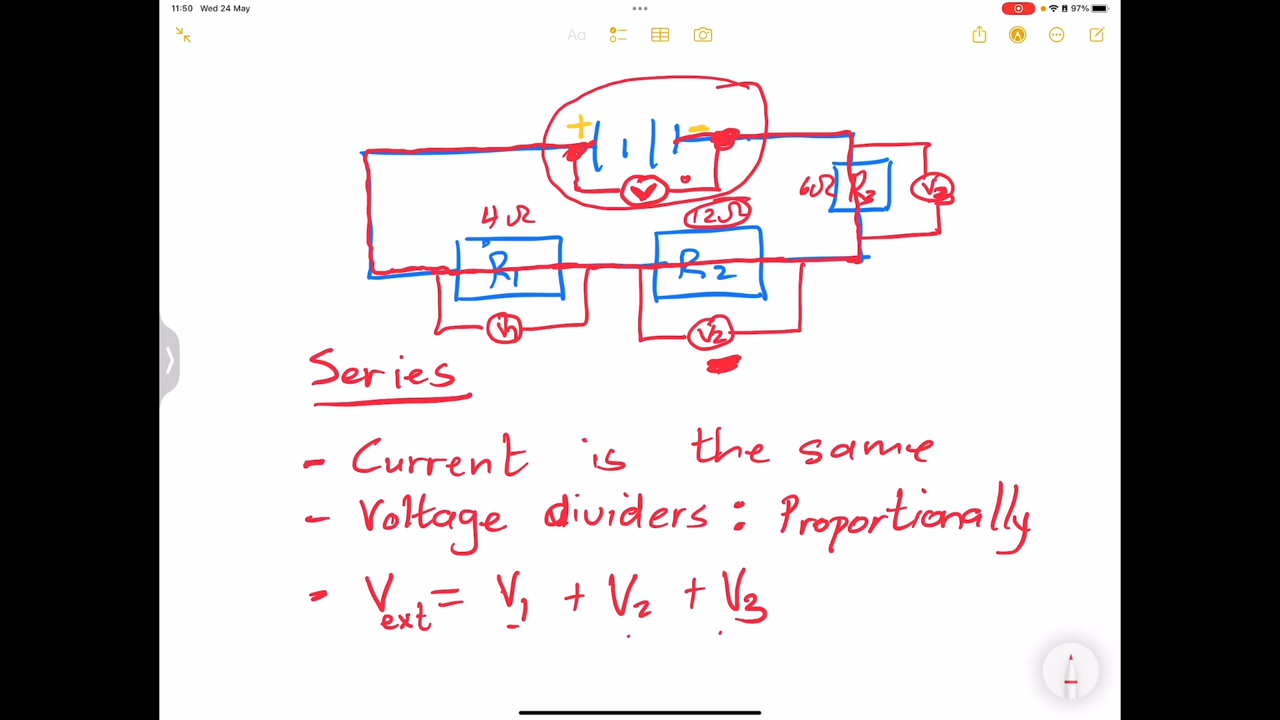 11:50 Wed 24 May
97%
Aa
+ -
V
12Ω
6Ω R3 V3
4Ω
R1 R2
V1 V2
Series
- Current is the same
- Voltage dividers : Proportionally
- Vext = V1 + V2 + V3